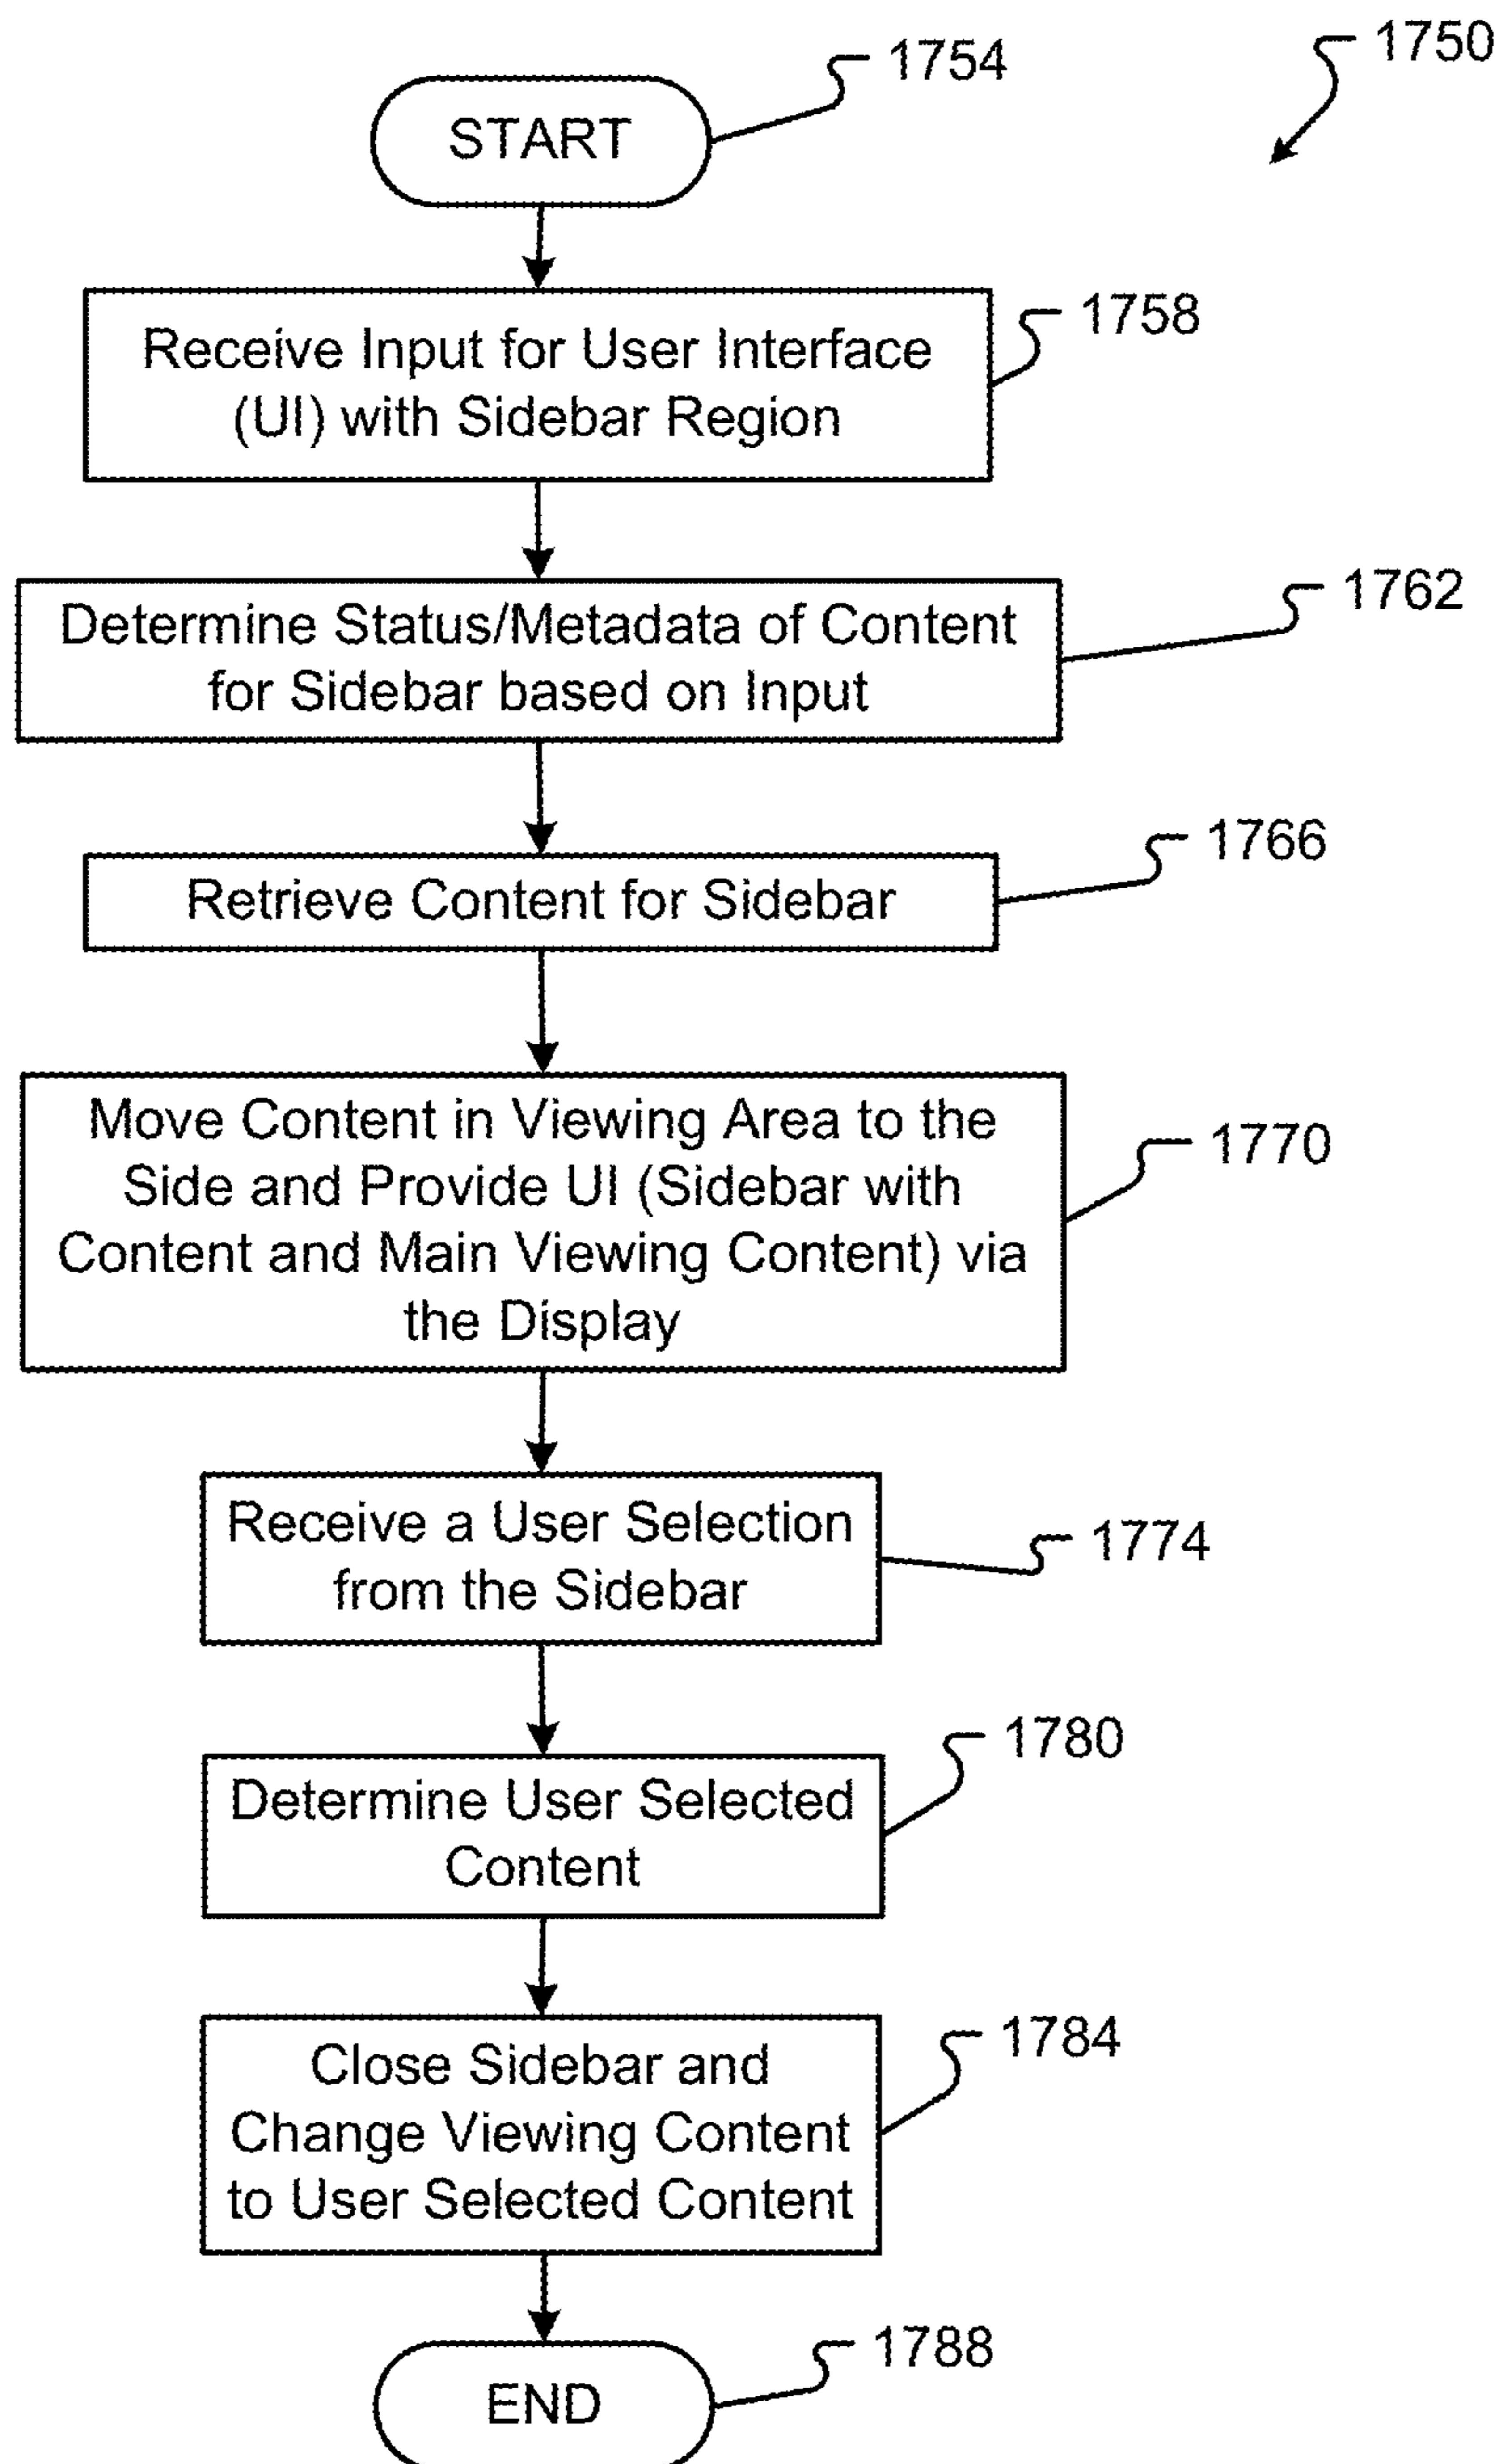 1750
1754
START
1758
Receive Input for User Interface
(UI) with Sidebar Region
1762
Determine Status/Metadata of Content
for Sidebar based on Input
1766
Retrieve Content for Sidebar
Move Content in Viewing Area to the
Side and Provide UI (Sidebar with
Content and Main Viewing Content) via
the Display
1770
Receive a User Selection
from the Sidebar
1774
1780
Determine User Selected
Content
1784
Close Sidebar and
Change Viewing Content
to User Selected Content
1788
END